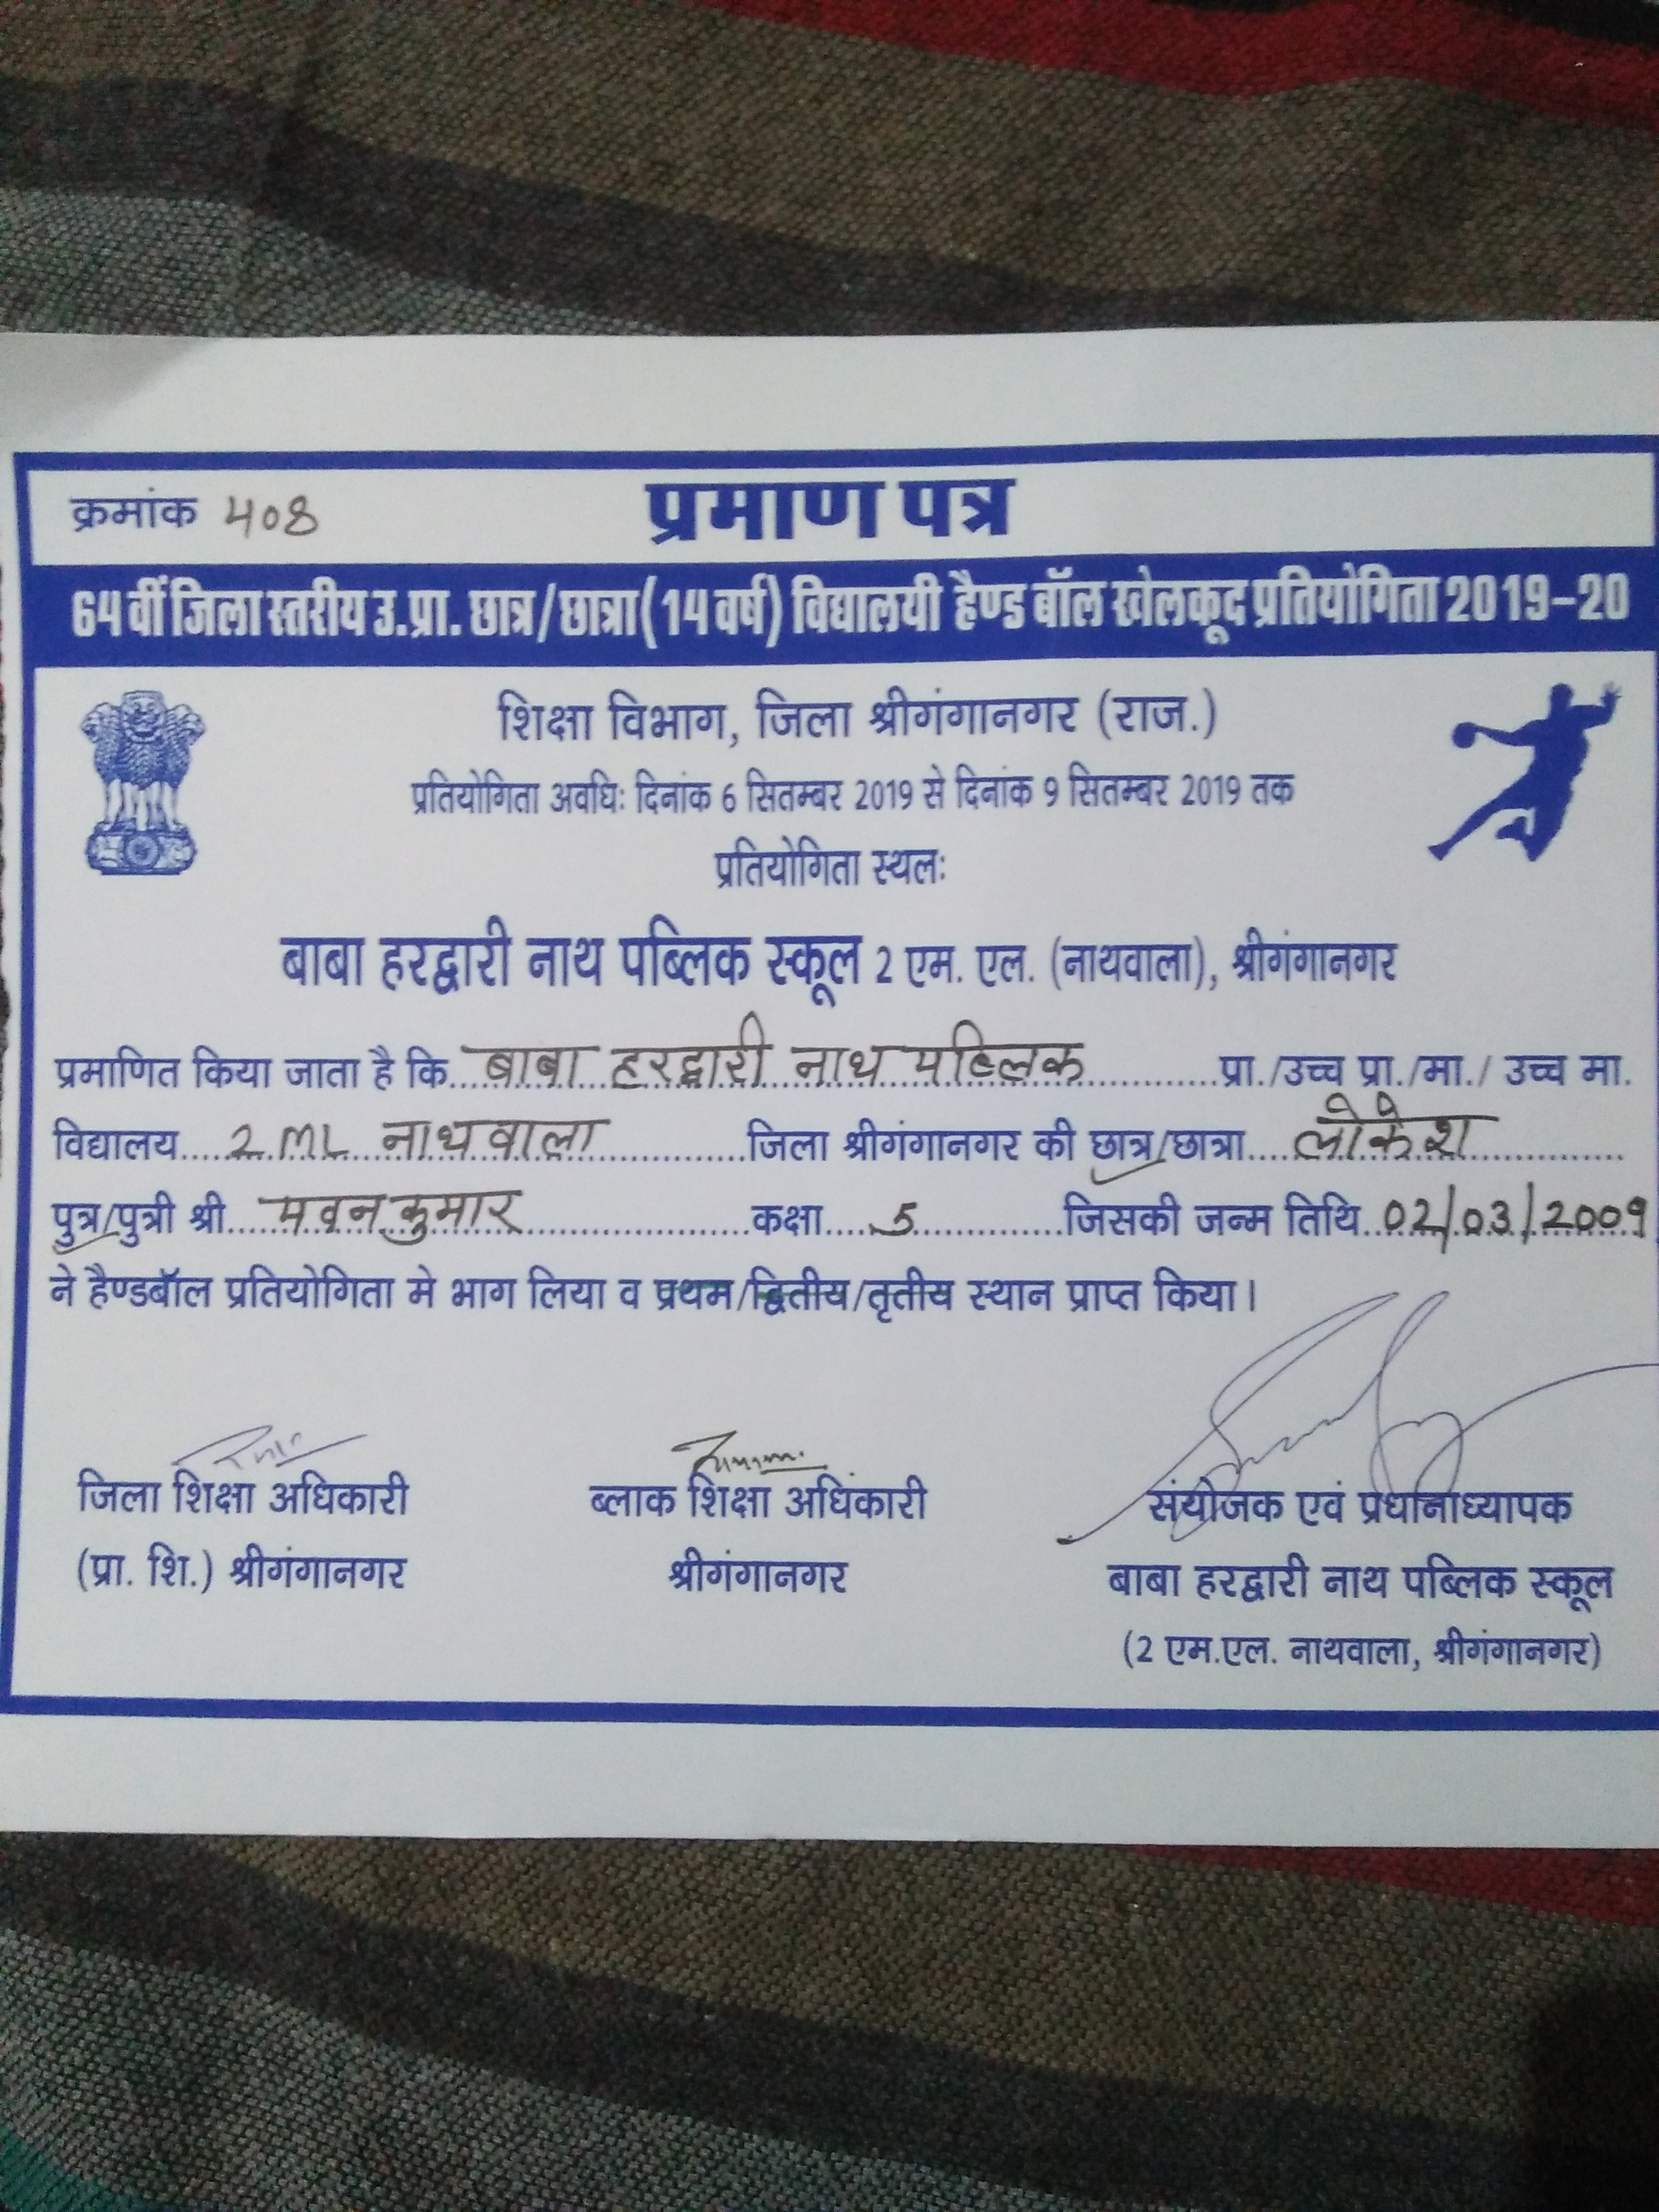 क्रमांक 408 प्रमाण पत्र
64 वीं जिला स्तरीय उ.प्रा. छात्र/छात्रा(14 वर्ष) विद्यालयी हैण्ड बॉल खेलकूद प्रतियोगिता 2019-20
शिक्षा विभाग, जिला श्रीगंगानगर (राज.)
प्रतियोगिता अवधिः दिनांक 6 सितम्बर 2019 से दिनांक 9 सितम्बर 2019 तक
प्रतियोगिता स्थलः
बाबा हरद्वारी नाथ पब्लिक स्कूल 2 एम. एल. (नाथवाला), श्रीगंगानगर
प्रमाणित किया जाता है कि बाबा हरद्वारी नाथ पब्लिक प्रा./उच्च प्रा./मा./ उच्च मा.
विद्यालय 2 ML नाथवाला जिला श्रीगंगानगर की छात्र/छात्रा लोकेश
पुत्र/पुत्री श्री पवन कुमार कक्षा 5 जिसकी जन्म तिथि 02/03/2009
ने हैण्डबॉल प्रतियोगिता मे भाग लिया व प्रथम/द्वितीय/तृतीय स्थान प्राप्त किया।
जिला शिक्षा अधिकारी ब्लाक शिक्षा अधिकारी संयोजक एवं प्रधानाध्यापक
(प्रा. शि.) श्रीगंगानगर श्रीगंगानगर बाबा हरद्वारी नाथ पब्लिक स्कूल
(2 एम.एल. नाथवाला, श्रीगंगानगर)